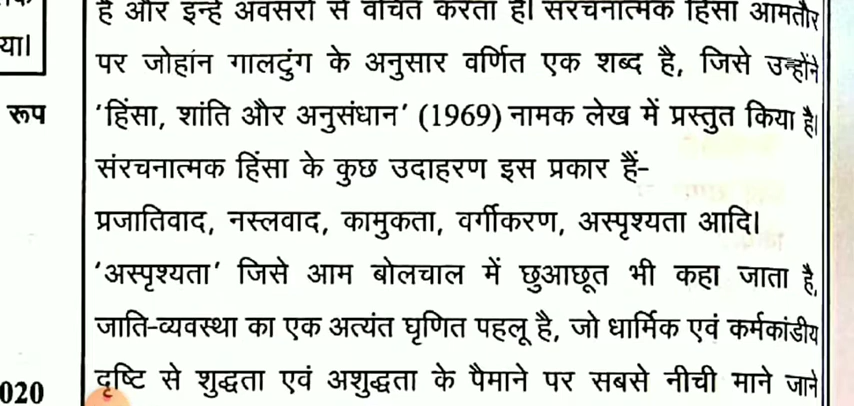 है और इन्हें अवसरों से वंचित करता है। संरचनात्मक हिंसा आमतौर
या।
पर जोहांन गालटुंग के अनुसार वर्णित एक शब्द है, जिसे उन्होंने
रूप
'हिंसा, शांति और अनुसंधान' (1969) नामक लेख में प्रस्तुत किया है।
संरचनात्मक हिंसा के कुछ उदाहरण इस प्रकार हैं-
प्रजातिवाद, नस्लवाद, कामुकता, वर्गीकरण, अस्पृश्यता आदि।
'अस्पृश्यता' जिसे आम बोलचाल में छुआछूत भी कहा जाता है,
जाति-व्यवस्था का एक अत्यंत घृणित पहलू है, जो धार्मिक एवं कर्मकांडीय
020
दृष्टि से शुद्धता एवं अशुद्धता के पैमाने पर सबसे नीची माने जाने